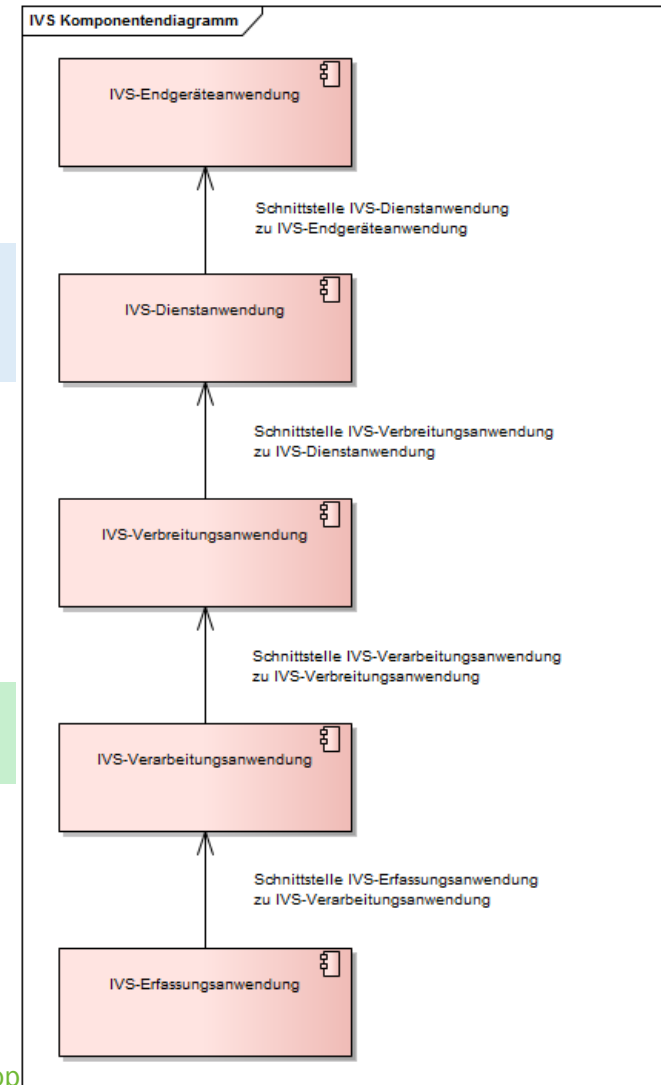 IVS Komponentendiagramm
IVS-Endgeräteanwendung
Schnittstelle IVS-Dienstanwendung
zu IVS-Endgeräteanwendung
IVS-Dienstanwendung
Schnittstelle IVS-Verbreitungsanwendung
zu IVS-Dienstanwendung
IVS-Verbreitungsanwendung
Schnittstelle IVS-Verarbeitungsanwendung
zu IVS-Verbreitungsanwendung
IVS-Verarbeitungsanwendung
Schnittstelle IVS-Erfassungsanwendung
zu IVS-Verarbeitungsanwendung
IVS-Erfassungsanwendung